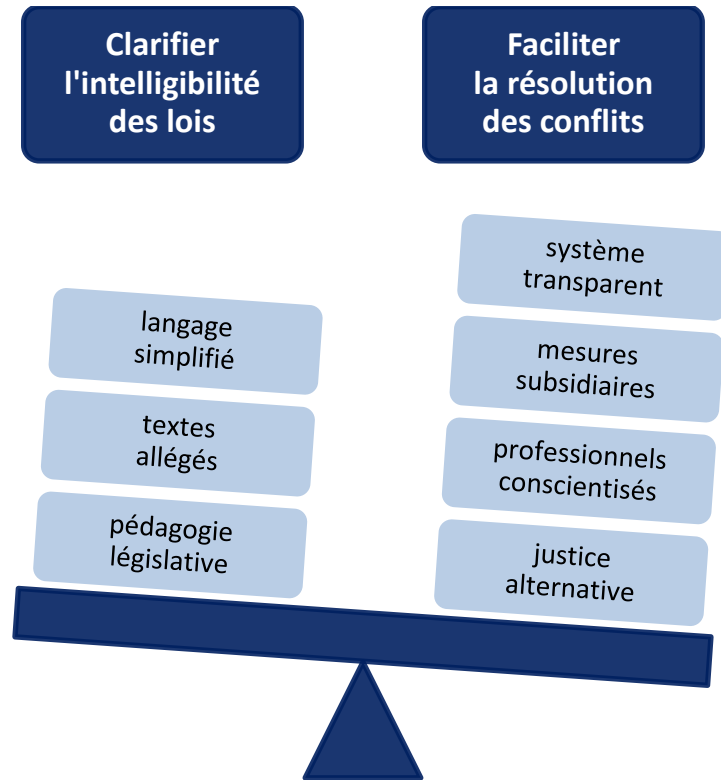 Clarifier
l'intelligibilité
des lois
Faciliter
la résolution
des conflits
langage
simplifié
textes
allégés
pédagogie
législative
système
transparent
mesures
subsidiaires
professionnels
conscientisés
justice
alternative